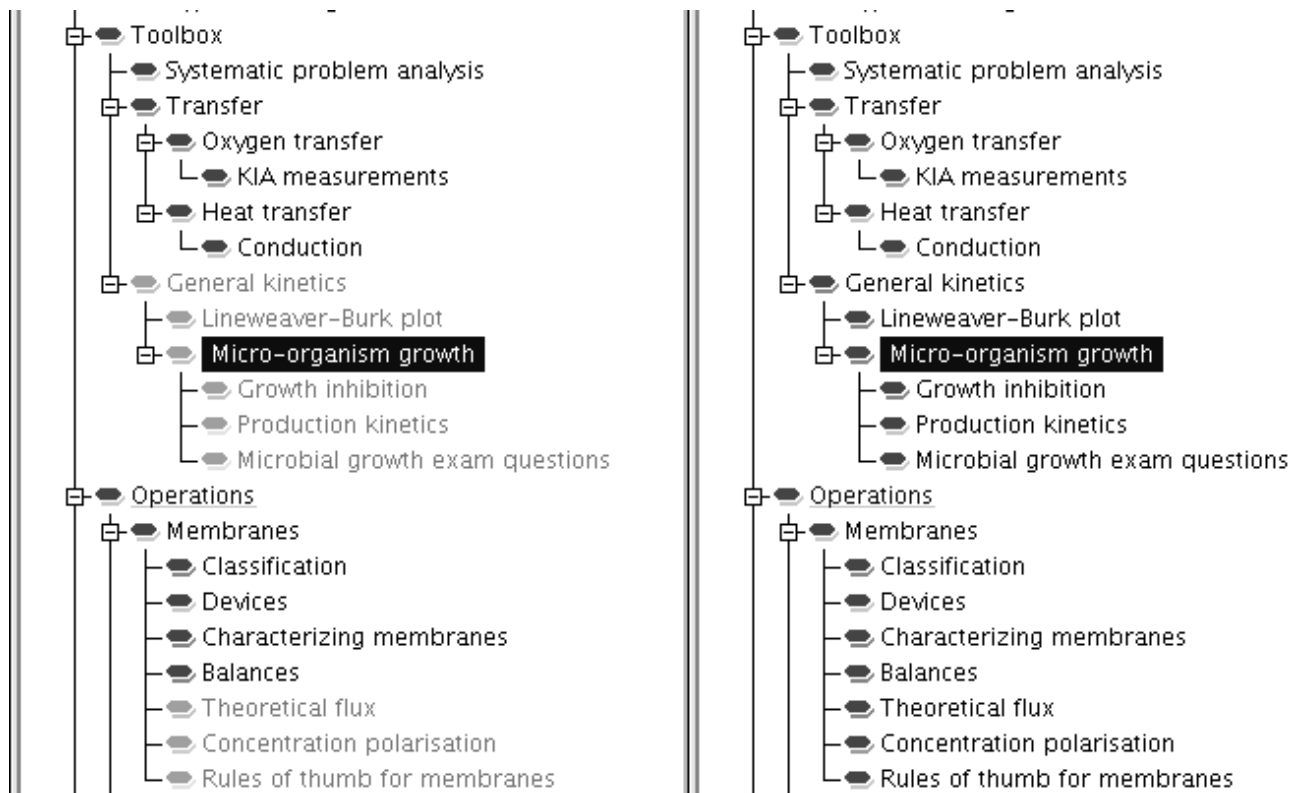 Toolbox
Systematic problem analysis
Transfer
Oxygen transfer
KlA measurements
Heat transfer
Conduction
General kinetics
Lineweaver-Burk plot
Micro-organism growth
Growth inhibition
Production kinetics
Microbial growth exam questions
Operations
Membranes
Classification
Devices
Characterizing membranes
Balances
Theoretical flux
Concentration polarisation
Rules of thumb for membranes
Toolbox
Systematic problem analysis
Transfer
Oxygen transfer
KlA measurements
Heat transfer
Conduction
General kinetics
Lineweaver-Burk plot
Micro-organism growth
Growth inhibition
Production kinetics
Microbial growth exam questions
Operations
Membranes
Classification
Devices
Characterizing membranes
Balances
Theoretical flux
Concentration polarisation
Rules of thumb for membranes